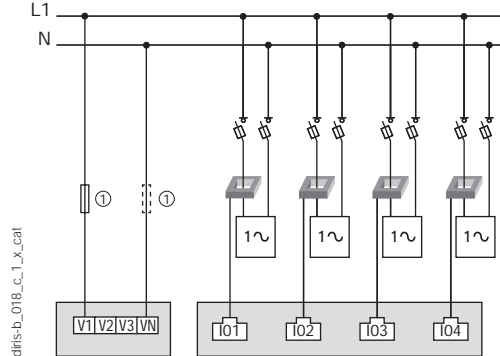 L1
N
① ①
1∿ 1∿ 1∿ 1∿
V1 V2 V3 VN
I01 I02 I03 I04
diris-b_018_c_1_x_cat